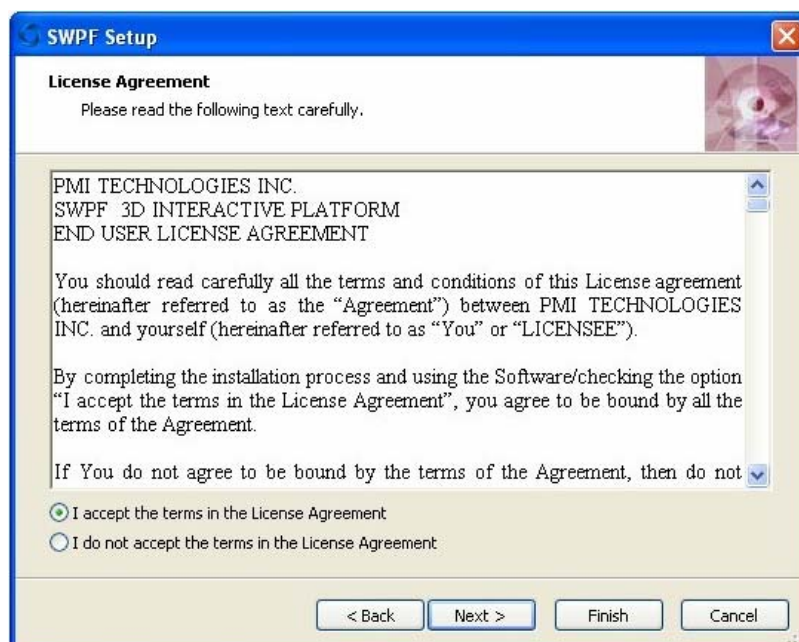 SWPF Setup
License Agreement
Please read the following text carefully.
PMI TECHNOLOGIES INC.
SWPF 3D INTERACTIVE PLATFORM
END USER LICENSE AGREEMENT
You should read carefully all the terms and conditions of this License agreement
(hereinafter referred to as the “Agreement”) between PMI TECHNOLOGIES
INC. and yourself (hereinafter referred to as “You” or “LICENSEE”).
By completing the installation process and using the Software/checking the option
“I accept the terms in the License Agreement”, you agree to be bound by all the
terms of the Agreement.
If You do not agree to be bound by the terms of the Agreement, then do not
I accept the terms in the License Agreement
I do not accept the terms in the License Agreement
< Back Next > Finish Cancel